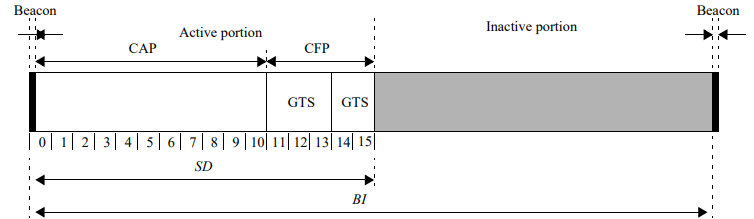 Beacon
Beacon
Active portion
Inactive portion
CAP
CFP
GTS
GTS
0 1 2 3 4 5 6 7 8 9 10 11 12 13 14 15
SD
BI